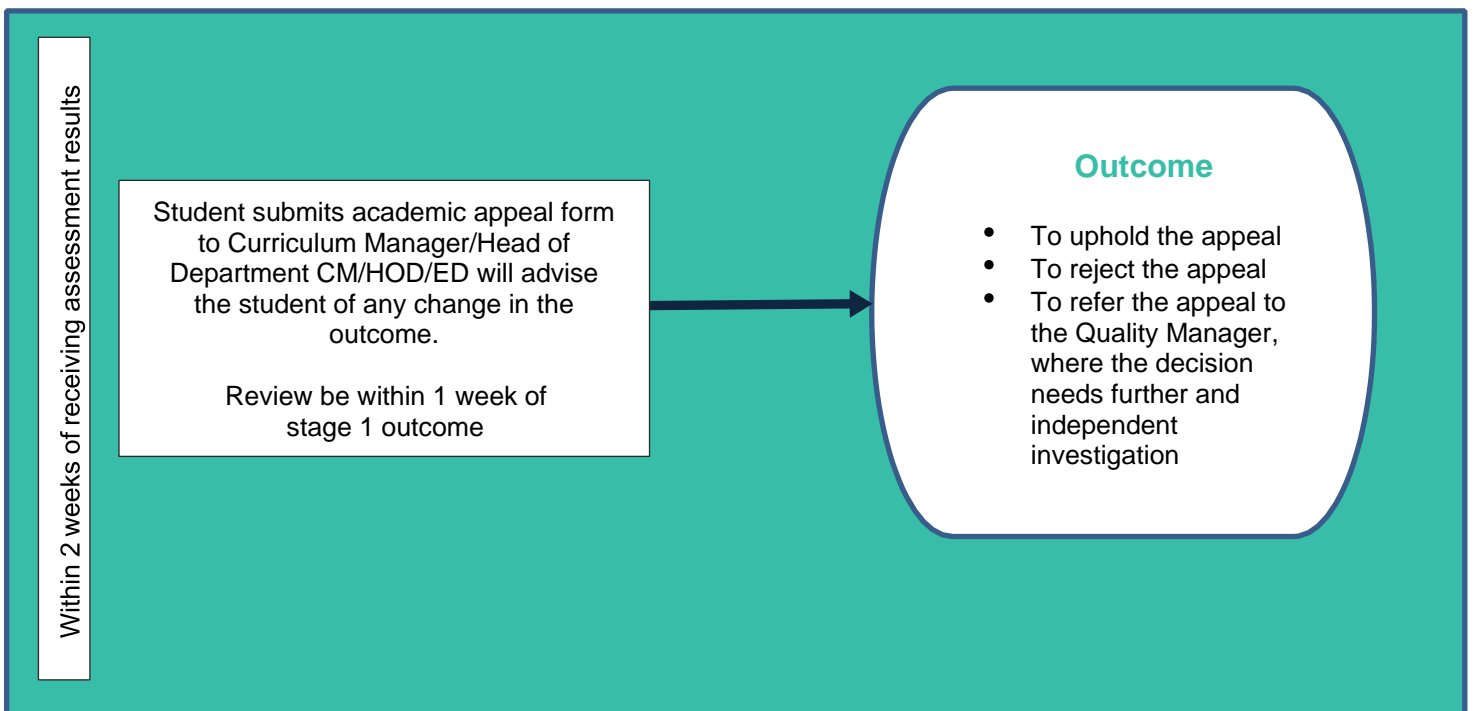 Within 2 weeks of receiving assessment results
Student submits academic appeal form
to Curriculum Manager/Head of
Department CM/HOD/ED will advise
the student of any change in the
outcome.
Review be within 1 week of
stage 1 outcome
Outcome
• To uphold the appeal
• To reject the appeal
• To refer the appeal to
the Quality Manager,
where the decision
needs further and
independent
investigation